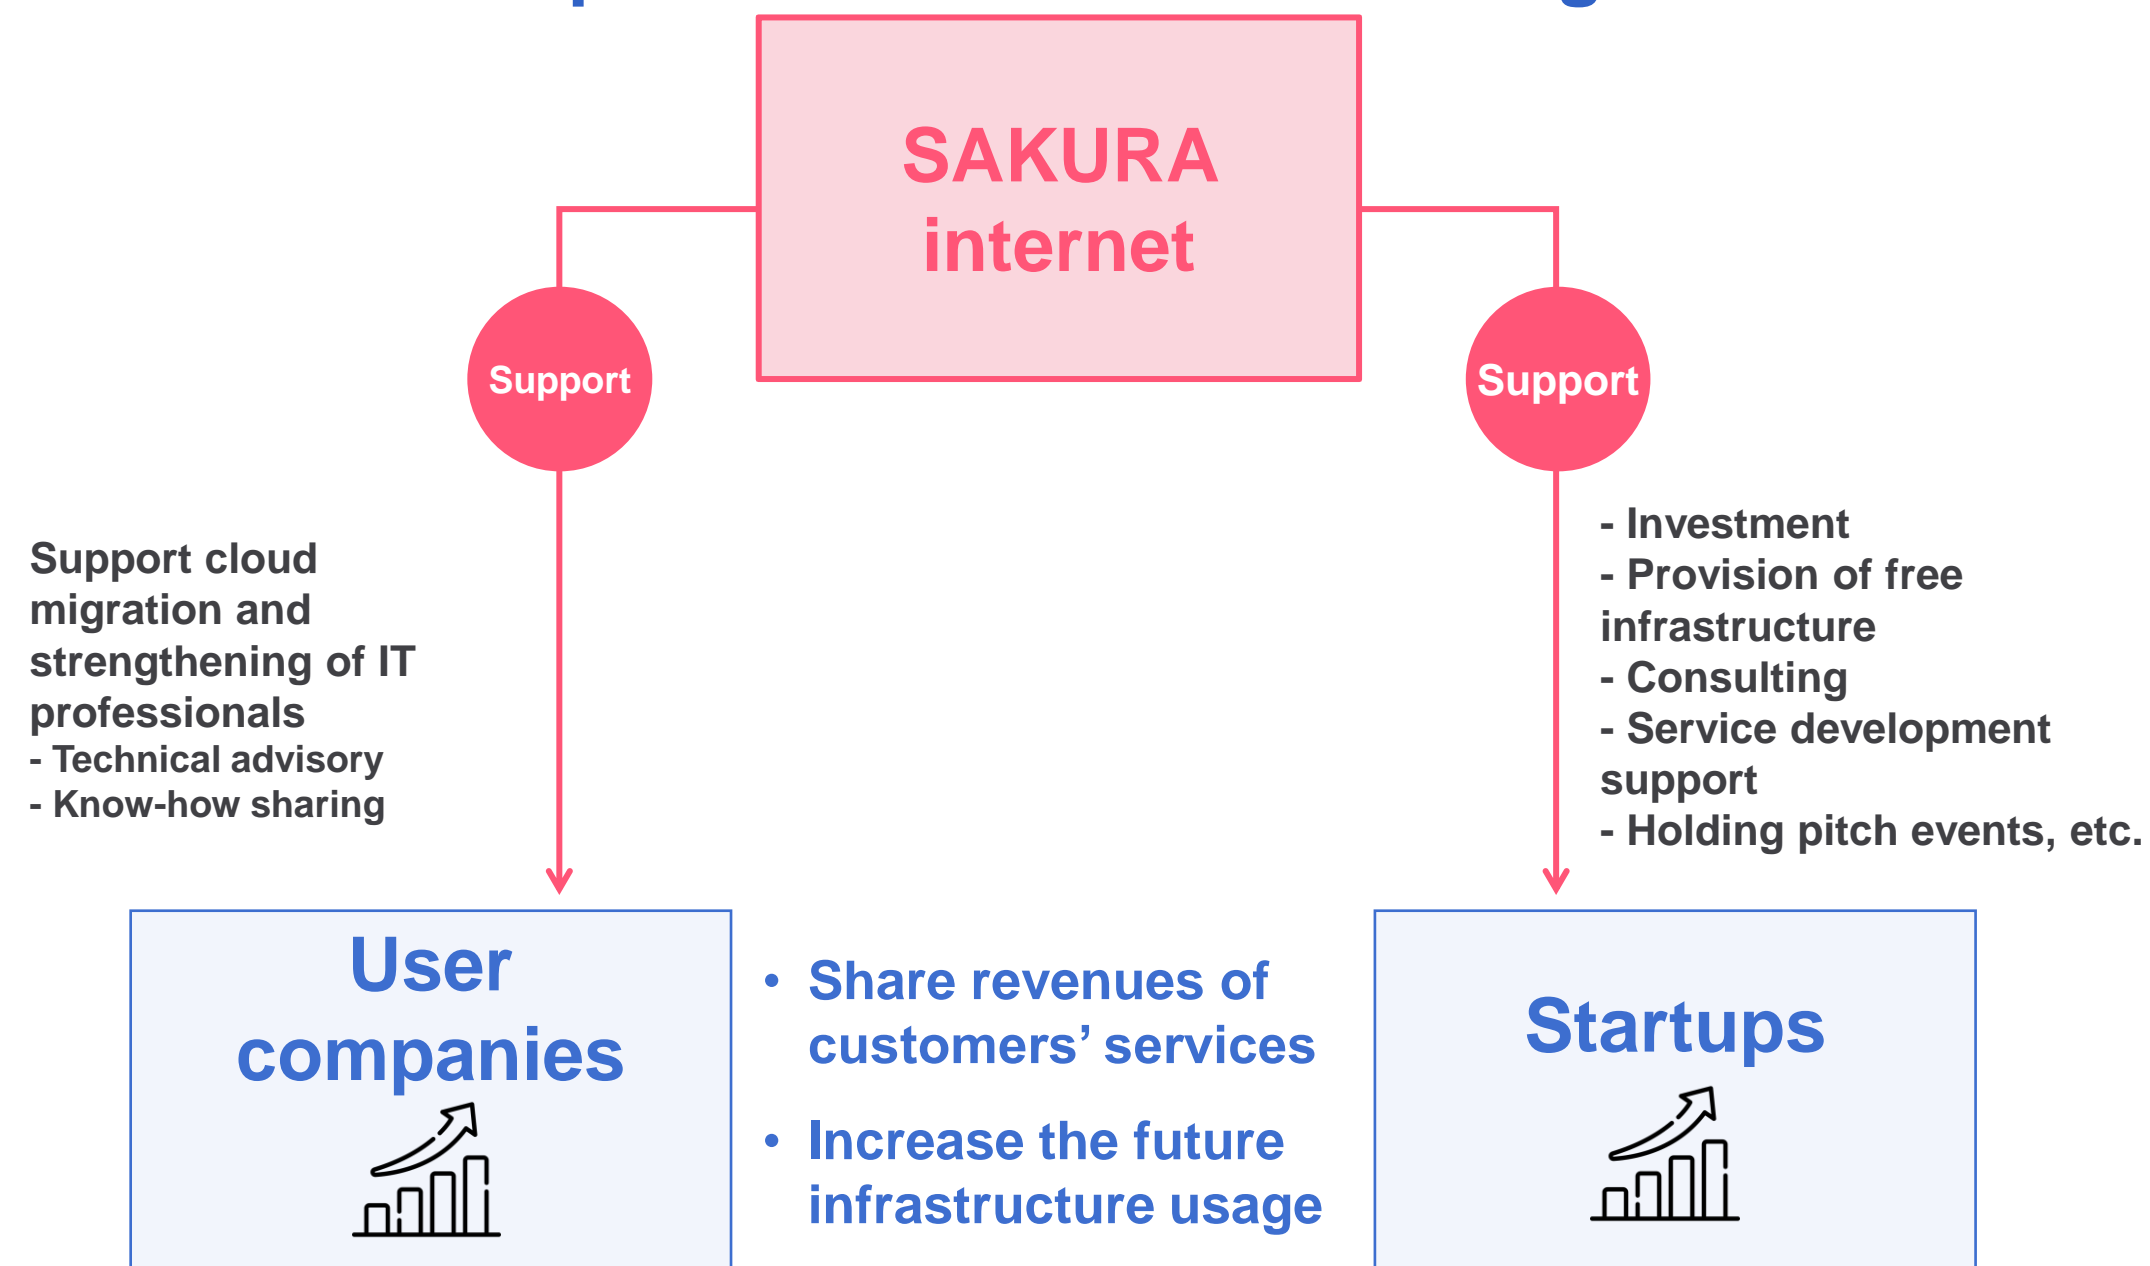 SAKURA
internet
Support
Support
Support cloud
migration and
strengthening of IT
professionals
- Technical advisory
- Know-how sharing
- Investment
- Provision of free
infrastructure
- Consulting
- Service development
support
- Holding pitch events, etc.
User
companies
• Share revenues of
customers’ services
• Increase the future
infrastructure usage
Startups